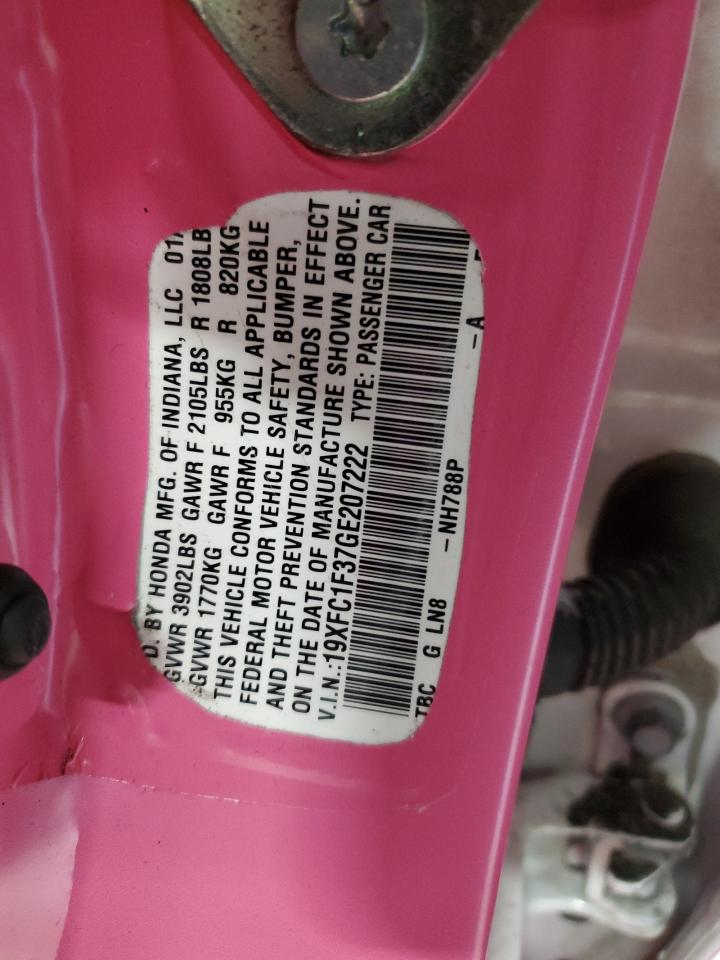 D. BY HONDA MFG. OF INDIANA, LLC 01/
GVWR 3902LBS GAWR F 2105LBS R 1808LB
GVWR 1770KG GAWR F 955KG R 820KG
THIS VEHICLE CONFORMS TO ALL APPLICABLE
FEDERAL MOTOR VEHICLE SAFETY, BUMPER,
AND THEFT PREVENTION STANDARDS IN EFFECT
ON THE DATE OF MANUFACTURE SHOWN ABOVE.
V.I.N.:19XFC1F37GE207222 TYPE: PASSENGER CAR
TBC G LN8 -NH788P -A